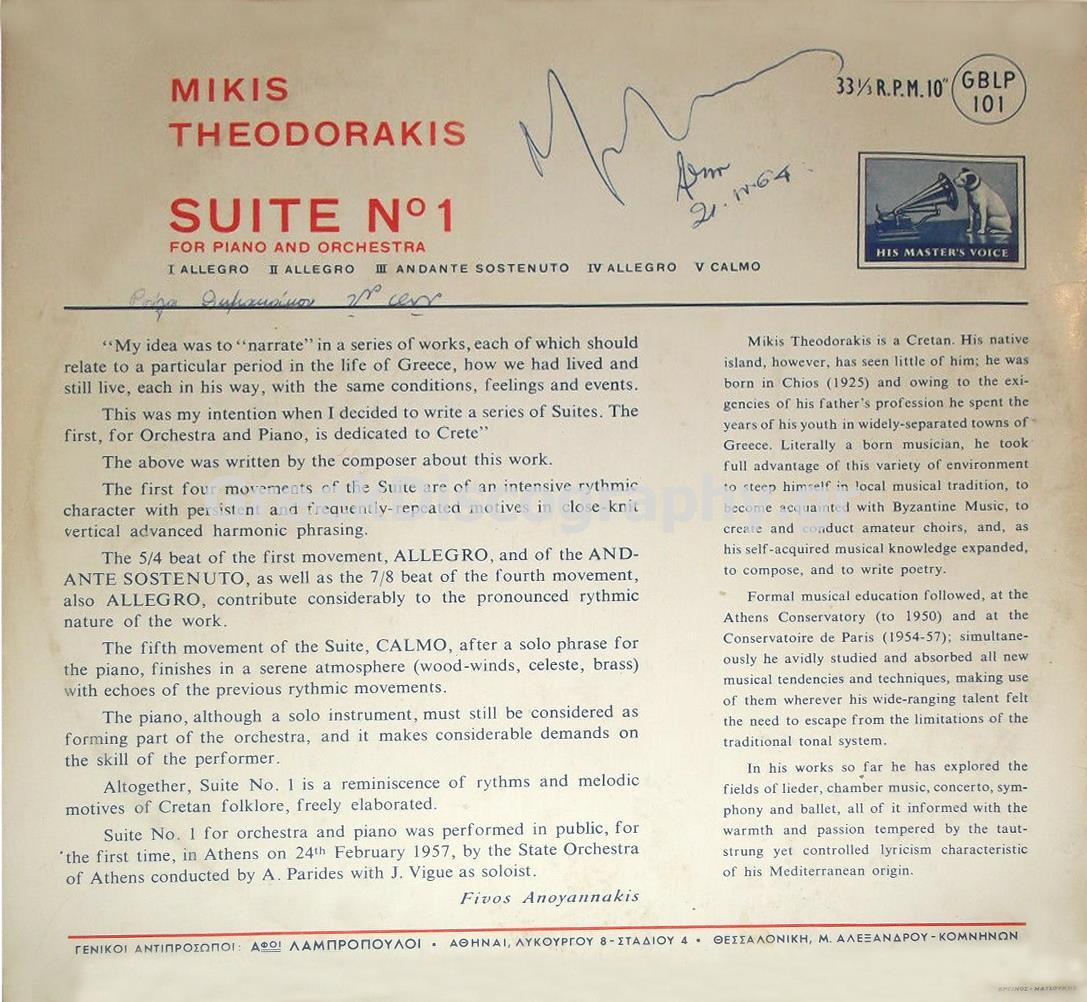 MIKIS
THEODORAKIS
33⅓ R.P.M. 10" GBLP
101
21.IV.64
SUITE Nº 1
FOR PIANO AND ORCHESTRA
I ALLEGRO II ALLEGRO III ANDANTE SOSTENUTO IV ALLEGRO V CALMO
HIS MASTER'S VOICE
“My idea was to “narrate” in a series of works, each of which should
relate to a particular period in the life of Greece, how we had lived and
still live, each in his way, with the same conditions, feelings and events.
This was my intention when I decided to write a series of Suites. The
first, for Orchestra and Piano, is dedicated to Crete”
The above was written by the composer about this work.
The first four movements of the Suite are of an intensive rythmic
character with persistent and frequently-repeated motives in close-knit
vertical advanced harmonic phrasing.
The 5/4 beat of the first movement, ALLEGRO, and of the AND-
ANTE SOSTENUTO, as well as the 7/8 beat of the fourth movement,
also ALLEGRO, contribute considerably to the pronounced rythmic
nature of the work.
The fifth movement of the Suite, CALMO, after a solo phrase for
the piano, finishes in a serene atmosphere (wood-winds, celeste, brass)
with echoes of the previous rythmic movements.
The piano, although a solo instrument, must still be considered as
forming part of the orchestra, and it makes considerable demands on
the skill of the performer.
Altogether, Suite No. 1 is a reminiscence of rythms and melodic
motives of Cretan folklore, freely elaborated.
Suite No. 1 for orchestra and piano was performed in public, for
the first time, in Athens on 24th February 1957, by the State Orchestra
of Athens conducted by A. Parides with J. Vigue as soloist.
Fivos Anoyannakis
Mikis Theodorakis is a Cretan. His native
island, however, has seen little of him; he was
born in Chios (1925) and owing to the exi-
gencies of his father's profession he spent the
years of his youth in widely-separated towns of
Greece. Literally a born musician, he took
full advantage of this variety of environment
to steep himself in local musical tradition, to
become acquainted with Byzantine Music, to
create and conduct amateur choirs, and, as
his self-acquired musical knowledge expanded,
to compose, and to write poetry.
Formal musical education followed, at the
Athens Conservatory (to 1950) and at the
Conservatoire de Paris (1954-57); simultane-
ously he avidly studied and absorbed all new
musical tendencies and techniques, making use
of them wherever his wide-ranging talent felt
the need to escape from the limitations of the
traditional tonal system.
In his works so far he has explored the
fields of lieder, chamber music, concerto, sym-
phony and ballet, all of it informed with the
warmth and passion tempered by the taut-
strung yet controlled lyricism characteristic
of his Mediterranean origin.
ΓΕΝΙΚΟΙ ΑΝΤΙΠΡΟΣΩΠΟΙ: ΑΦΟΙ ΛΑΜΠΡΟΠΟΥΛΟΙ • ΑΘΗΝΑΙ, ΛΥΚΟΥΡΓΟΥ 8 - ΣΤΑΔΙΟΥ 4 • ΘΕΣΣΑΛΟΝΙΚΗ, Μ. ΑΛΕΞΑΝΔΡΟΥ - ΚΟΜΝΗΝΩΝ